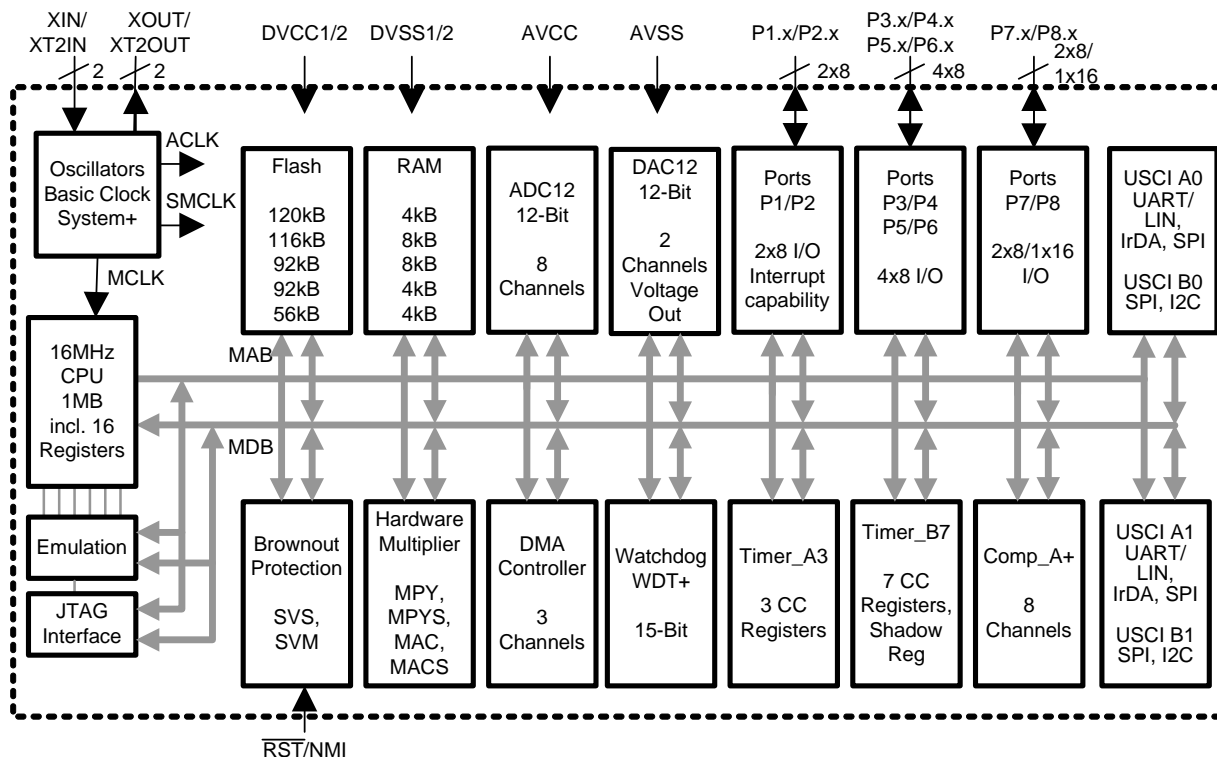 XIN/
XT2IN
XOUT/
XT2OUT
DVCC1/2
DVSS1/2
AVCC
AVSS
P1.x/P2.x
P3.x/P4.x
P5.x/P6.x
P7.x/P8.x
2
2
2x8
4x8
2x8/
1x16
Oscillators
Basic Clock
System+
ACLK
SMCLK
MCLK
Flash
120kB
116kB
92kB
92kB
56kB
RAM
4kB
8kB
8kB
4kB
4kB
ADC12
12-Bit
8
Channels
DAC12
12-Bit
2
Channels
Voltage
Out
Ports
P1/P2
2x8 I/O
Interrupt
capability
Ports
P3/P4
P5/P6
4x8 I/O
Ports
P7/P8
2x8/1x16
I/O
USCI A0
UART/
LIN,
IrDA, SPI
USCI B0
SPI, I2C
16MHz
CPU
1MB
incl. 16
Registers
MAB
MDB
Emulation
JTAG
Interface
Brownout
Protection
SVS,
SVM
Hardware
Multiplier
MPY,
MPYS,
MAC,
MACS
DMA
Controller
3
Channels
Watchdog
WDT+
15-Bit
Timer_A3
3 CC
Registers
Timer_B7
7 CC
Registers,
Shadow
Reg
Comp_A+
8
Channels
USCI A1
UART/
LIN,
IrDA, SPI
USCI B1
SPI, I2C
RST/NMI